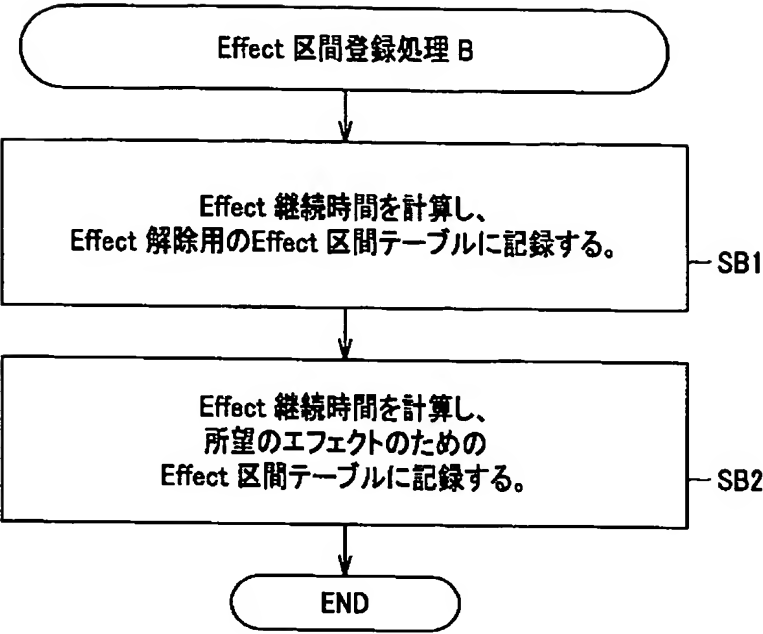 Effect 区間登録処理 B
Effect 継続時間を計算し、
Effect 解除用のEffect 区間テーブルに記録する。
SB1
Effect 継続時間を計算し、
所望のエフェクトのための
Effect 区間テーブルに記録する。
SB2
END